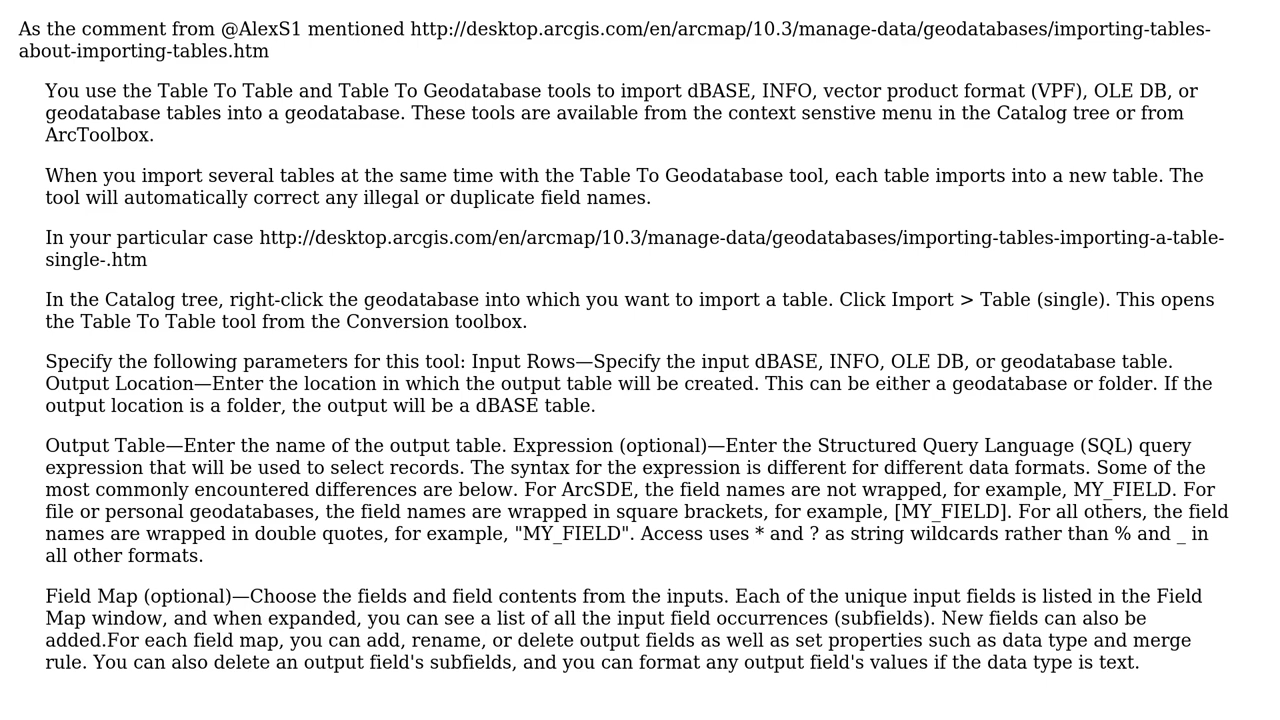 As the comment from @AlexS1 mentioned http://desktop.arcgis.com/en/arcmap/10.3/manage-data/geodatabases/importing-tables-
about-importing-tables.htm
You use the Table To Table and Table To Geodatabase tools to import dBASE, INFO, vector product format (VPF), OLE DB, or
geodatabase tables into a geodatabase. These tools are available from the context senstive menu in the Catalog tree or from
ArcToolbox.
When you import several tables at the same time with the Table To Geodatabase tool, each table imports into a new table. The
tool will automatically correct any illegal or duplicate field names.
In your particular case http://desktop.arcgis.com/en/arcmap/10.3/manage-data/geodatabases/importing-tables-importing-a-table-
single-.htm
In the Catalog tree, right-click the geodatabase into which you want to import a table. Click Import > Table (single). This opens
the Table To Table tool from the Conversion toolbox.
Specify the following parameters for this tool: Input Rows—Specify the input dBASE, INFO, OLE DB, or geodatabase table.
Output Location—Enter the location in which the output table will be created. This can be either a geodatabase or folder. If the
output location is a folder, the output will be a dBASE table.
Output Table—Enter the name of the output table. Expression (optional)—Enter the Structured Query Language (SQL) query
expression that will be used to select records. The syntax for the expression is different for different data formats. Some of the
most commonly encountered differences are below. For ArcSDE, the field names are not wrapped, for example, MY_FIELD. For
file or personal geodatabases, the field names are wrapped in square brackets, for example, [MY_FIELD]. For all others, the field
names are wrapped in double quotes, for example, "MY_FIELD". Access uses * and ? as string wildcards rather than % and _ in
all other formats.
Field Map (optional)—Choose the fields and field contents from the inputs. Each of the unique input fields is listed in the Field
Map window, and when expanded, you can see a list of all the input field occurrences (subfields). New fields can also be
added.For each field map, you can add, rename, or delete output fields as well as set properties such as data type and merge
rule. You can also delete an output field's subfields, and you can format any output field's values if the data type is text.